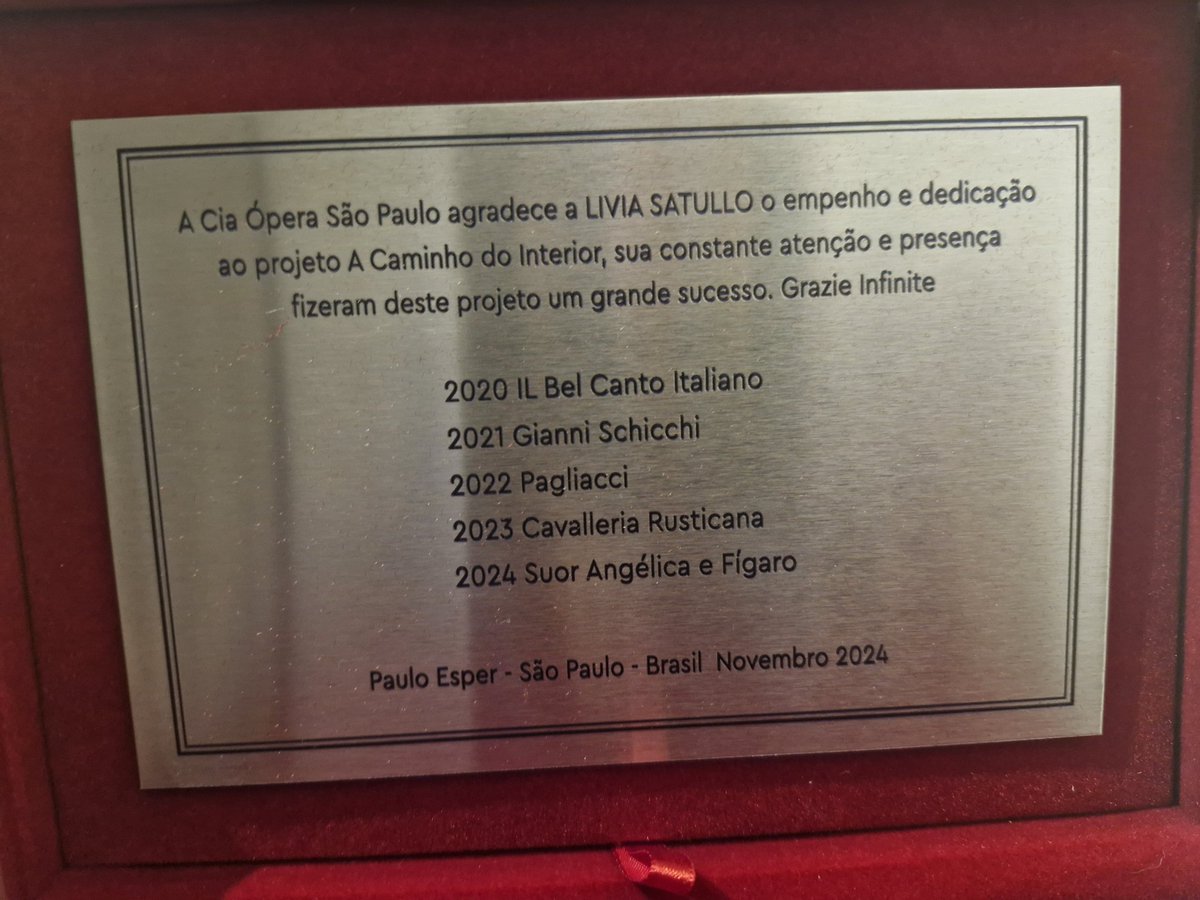 A Cia Ópera São Paulo agradece a LIVIA SATULLO o empenho e dedicação
ao projeto A Caminho do Interior, sua constante atenção e presença
fizeram deste projeto um grande sucesso. Grazie Infinite
2020 IL Bel Canto Italiano
2021 Gianni Schicchi
2022 Pagliacci
2023 Cavalleria Rusticana
2024 Suor Angélica e Fígaro
Paulo Esper - São Paulo - Brasil Novembro 2024